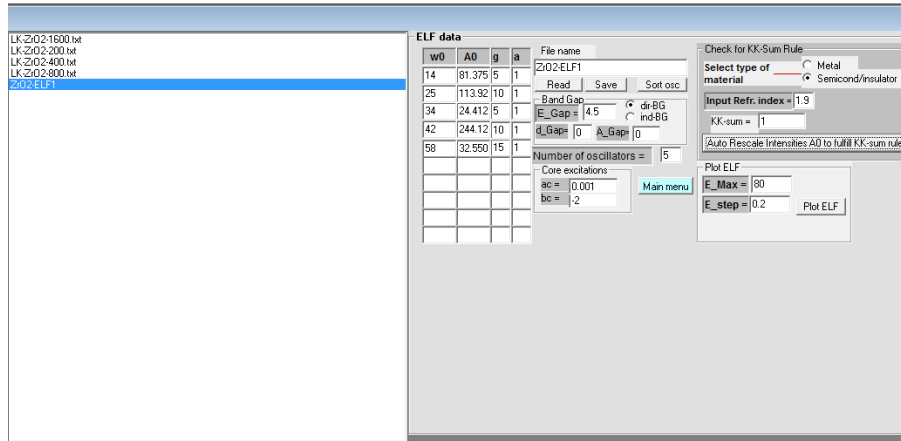 LK-ZrO2-1600.txt
LK-ZrO2-200.txt
LK-ZrO2-400.txt
LK-ZrO2-800.txt
ZrO2-ELF1
ELF data
w0 A0 g a
14 81.375 5 1
25 113.92 10 1
34 24.412 5 1
42 244.12 10 1
58 32.550 15 1
File name
ZrO2-ELF1
Read Save Sort osc
Band Gap
E_Gap = 4.5 dir-BG
ind-BG
d_Gap= 0 A_Gap= 0
Number of oscillators = 5
Core excitations
ac = 0.001
bc = -2
Main menu
Check for KK-Sum Rule
Select type of material
Metal
Semicond/insulator
Input Refr. index = 1.9
KK-sum = 1
Auto Rescale Intensities A0 to fulfill KK-sum rule
Plot ELF
E_Max = 80
E_step = 0.2 Plot ELF